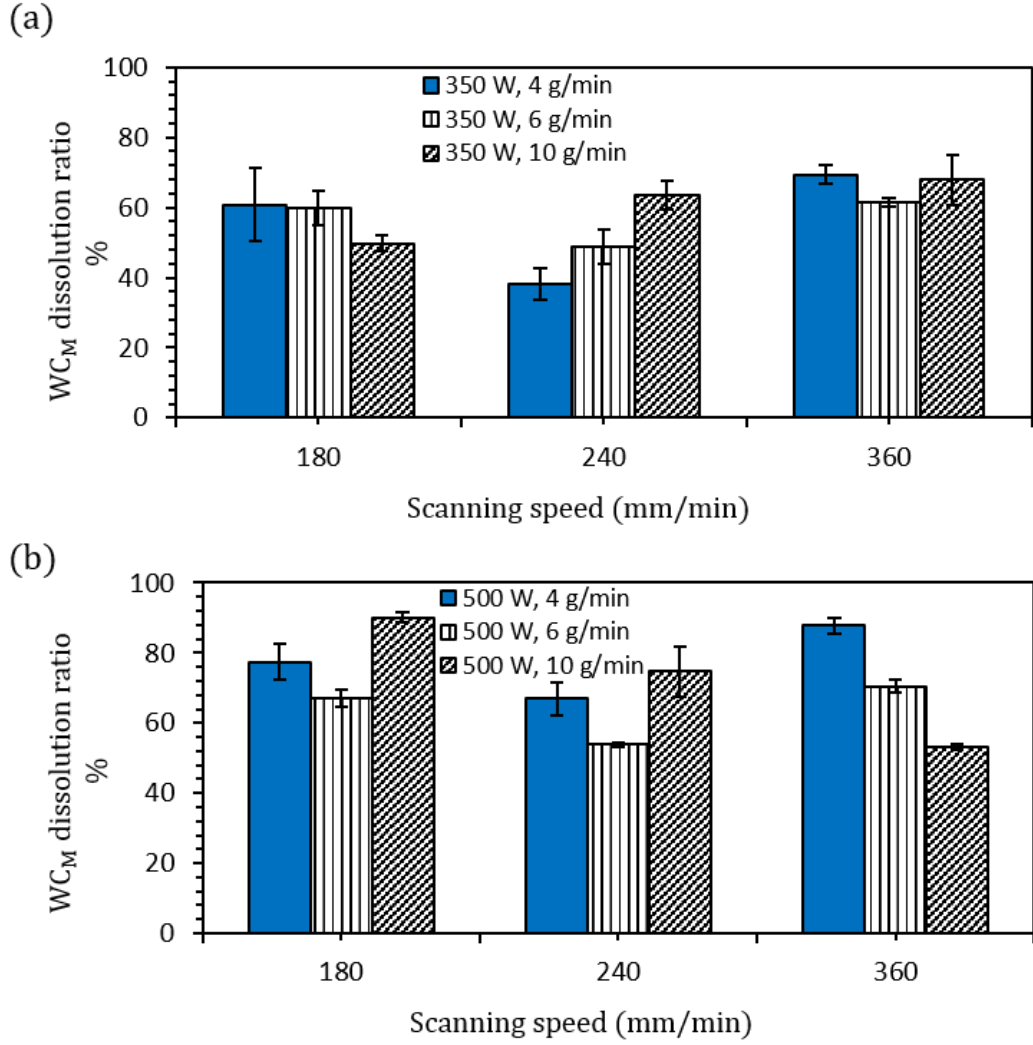 (a)
100
80
60
40
20
0
WC_M dissolution ratio
%
350 W, 4 g/min
350 W, 6 g/min
350 W, 10 g/min
180 240 360
Scanning speed (mm/min)
(b)
100
80
60
40
20
0
WC_M dissolution ratio
%
500 W, 4 g/min
500 W, 6 g/min
500 W, 10 g/min
180 240 360
Scanning speed (mm/min)